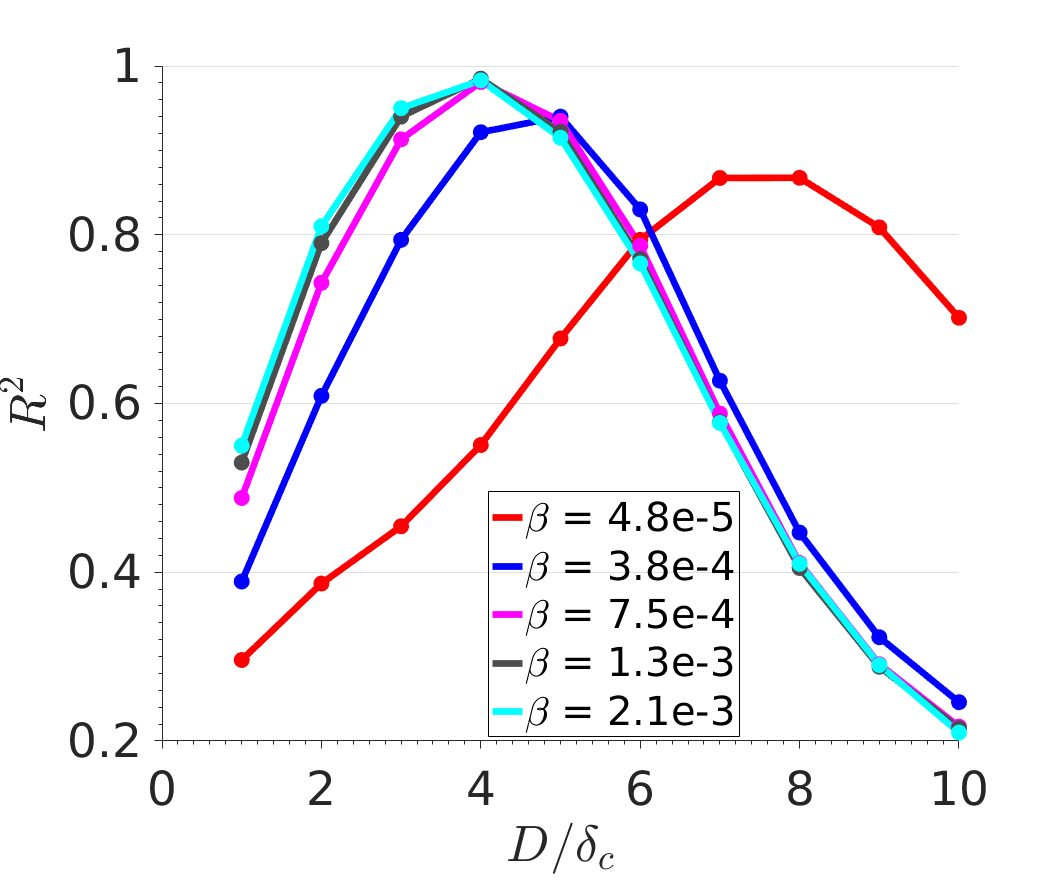 1
0.8
0.6
0.4
0.2
R²
0 2 4 6 8 10
D/δ_c
β = 4.8e-5
β = 3.8e-4
β = 7.5e-4
β = 1.3e-3
β = 2.1e-3